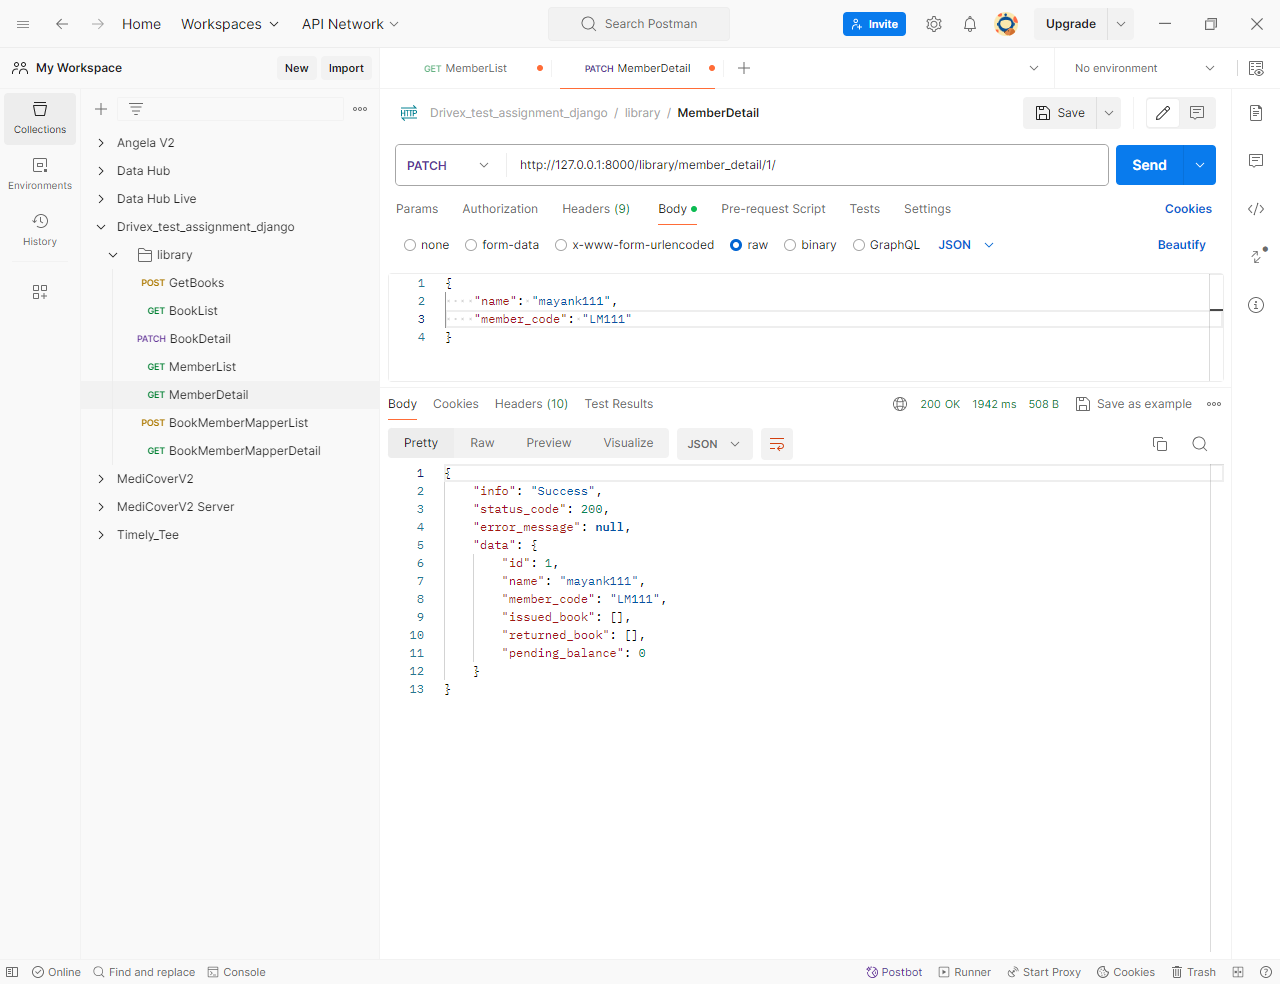 Home
Workspaces
API Network
Search Postman
Invite
Upgrade
My Workspace
New
Import
GET MemberList
PATCH MemberDetail
No environment
Collections
Environments
History
Angela V2
Data Hub
Data Hub Live
Drivex_test_assignment_django
library
POST GetBooks
GET BookList
PATCH BookDetail
GET MemberList
GET MemberDetail
POST BookMemberMapperList
GET BookMemberMapperDetail
MediCoverV2
MediCoverV2 Server
Timely_Tee
HTTP Drivex_test_assignment_django / library / MemberDetail
Save
PATCH
http://127.0.0.1:8000/library/member_detail/1/
Send
Params Authorization Headers (9) Body Pre-request Script Tests Settings Cookies
none form-data x-www-form-urlencoded raw binary GraphQL JSON Beautify
1 {
2 "name": "mayank111",
3 "member_code": "LM111"
4 }
Body Cookies Headers (10) Test Results 200 OK 1942 ms 508 B Save as example
Pretty Raw Preview Visualize JSON
1 {
2 "info": "Success",
3 "status_code": 200,
4 "error_message": null,
5 "data": {
6 "id": 1,
7 "name": "mayank111",
8 "member_code": "LM111",
9 "issued_book": [],
10 "returned_book": [],
11 "pending_balance": 0
12 }
13 }
Online Find and replace Console Postbot Runner Start Proxy Cookies Trash